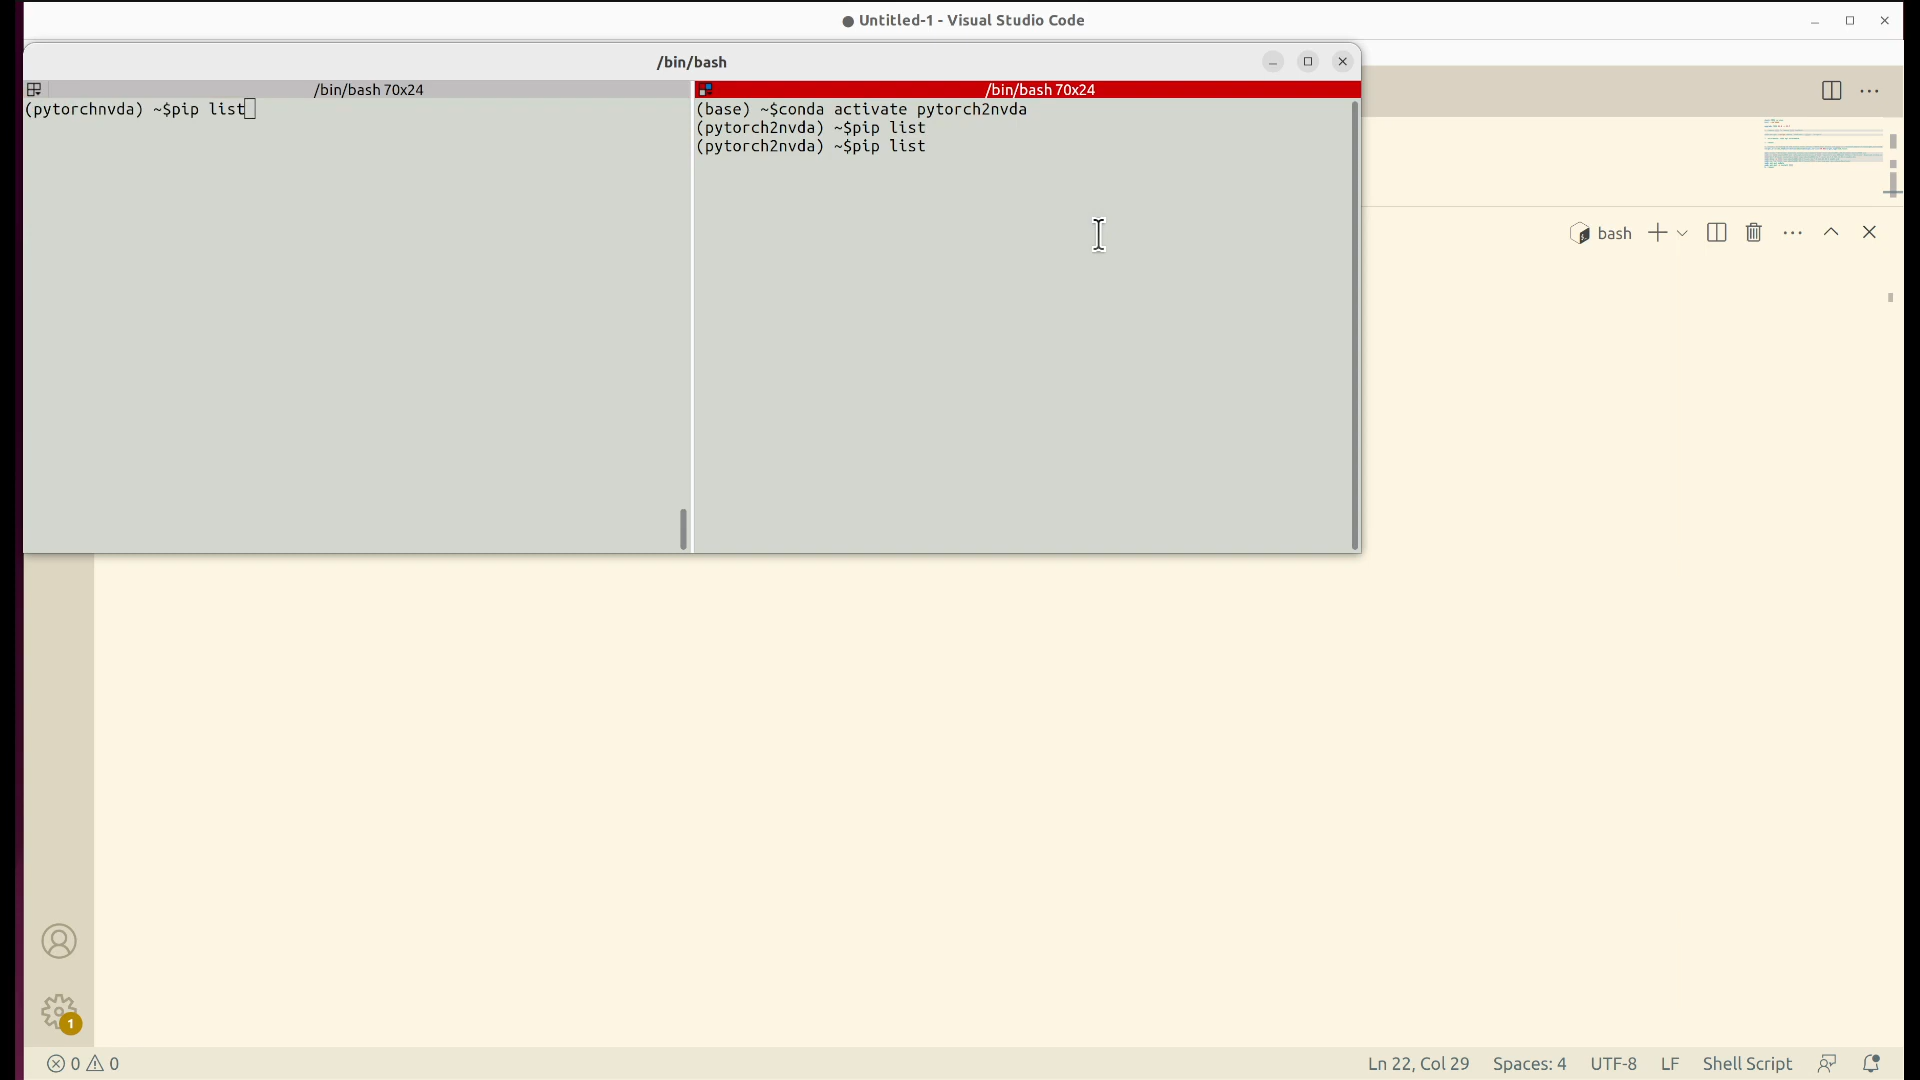 ● Untitled-1 - Visual Studio Code
/bin/bash
/bin/bash 70x24
(pytorchnvda) ~$pip list
/bin/bash 70x24
(base) ~$conda activate pytorch2nvda
(pytorch2nvda) ~$pip list
(pytorch2nvda) ~$pip list
bash
1
0 0
Ln 22, Col 29
Spaces: 4
UTF-8
LF
Shell Script